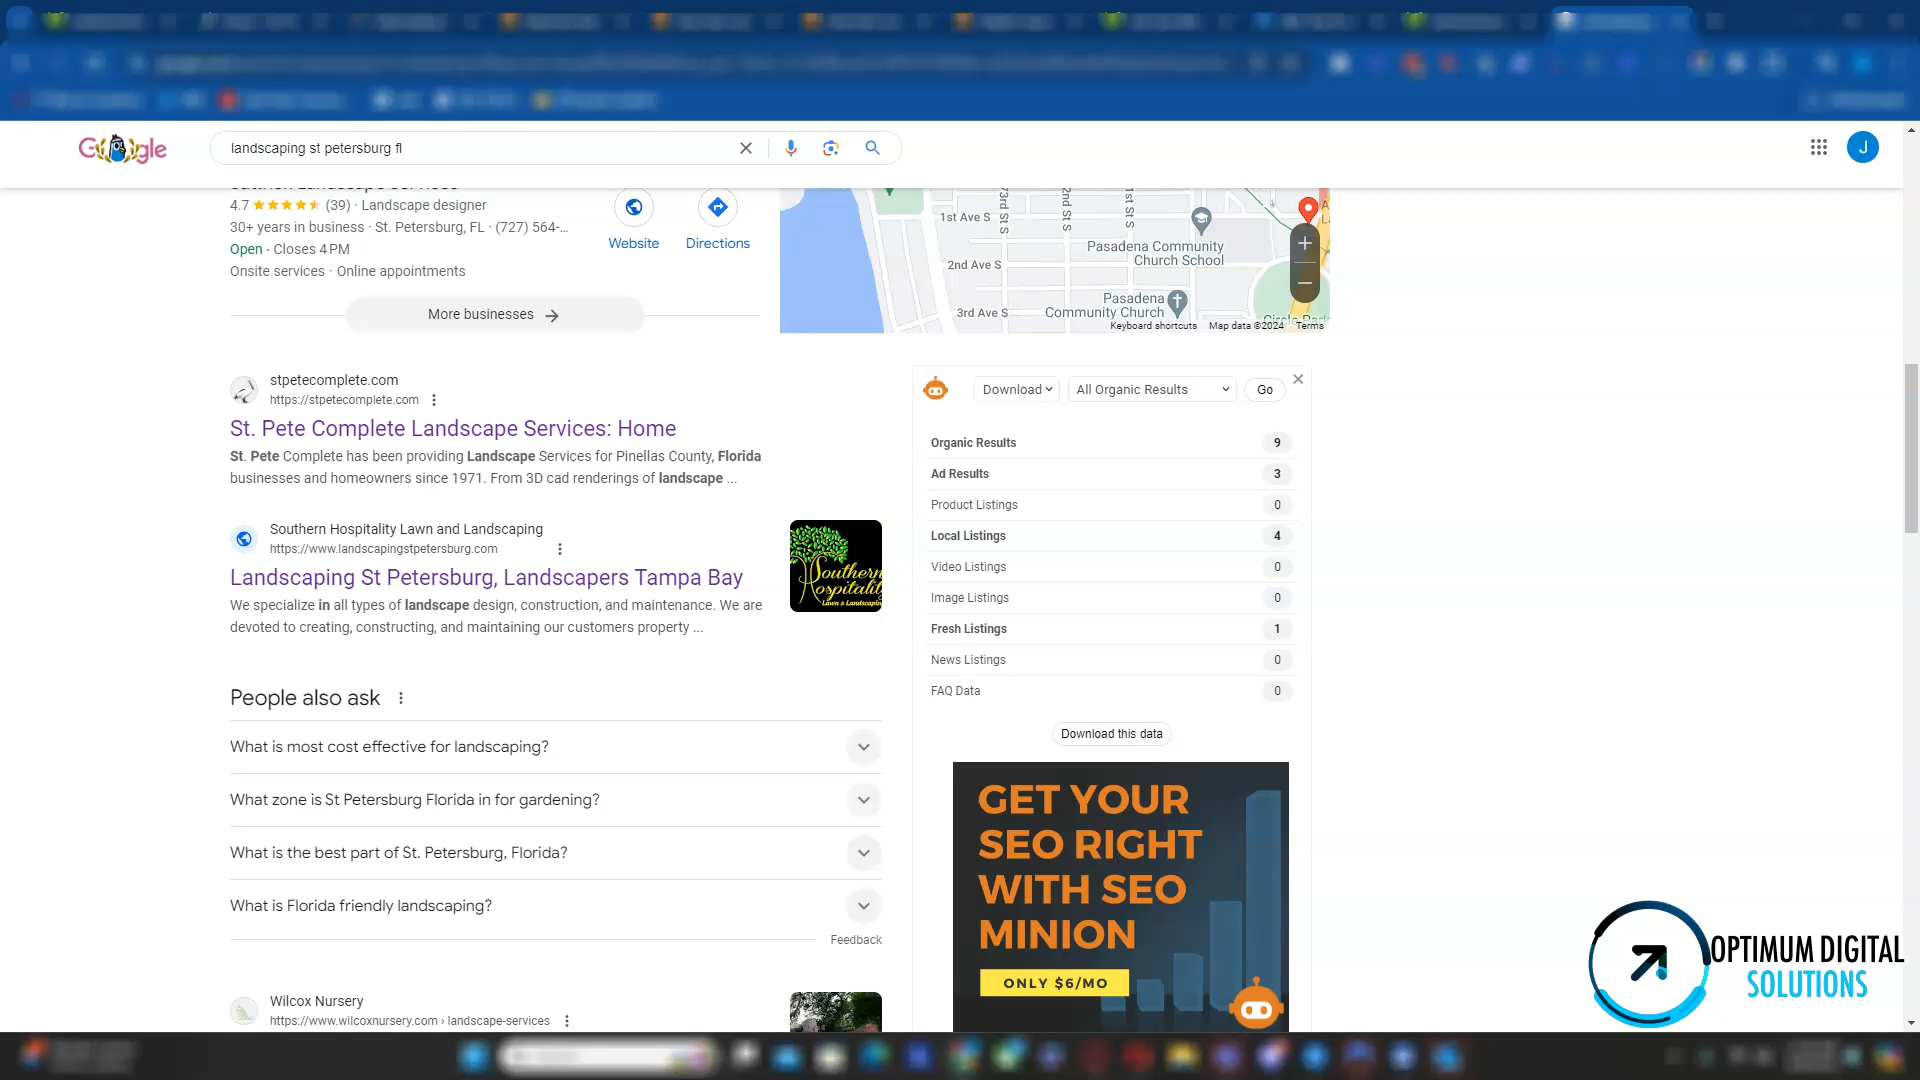 Google
landscaping st petersburg fl
J
4.7 (39) · Landscape designer
30+ years in business · St. Petersburg, FL · (727) 564-...
Open · Closes 4 PM
Onsite services · Online appointments
Website
Directions
More businesses
1st Ave S
2nd Ave S
3rd Ave S
73rd St S
2nd St S
1st St S
Pasadena Community
Church School
Pasadena
Community Church
Keyboard shortcuts
Map data ©2024
Terms
stpetecomplete.com
https://stpetecomplete.com
St. Pete Complete Landscape Services: Home
St. Pete Complete has been providing Landscape Services for Pinellas County, Florida
businesses and homeowners since 1971. From 3D cad renderings of landscape ...
Southern Hospitality Lawn and Landscaping
https://www.landscapingstpetersburg.com
Landscaping St Petersburg, Landscapers Tampa Bay
We specialize in all types of landscape design, construction, and maintenance. We are
devoted to creating, constructing, and maintaining our customers property ...
Southern
Hospitality
Lawn & Landscaping
People also ask
What is most cost effective for landscaping?
What zone is St Petersburg Florida in for gardening?
What is the best part of St. Petersburg, Florida?
What is Florida friendly landscaping?
Feedback
Wilcox Nursery
https://www.wilcoxnursery.com › landscape-services
Download
All Organic Results
Go
Organic Results 9
Ad Results 3
Product Listings 0
Local Listings 4
Video Listings 0
Image Listings 0
Fresh Listings 1
News Listings 0
FAQ Data 0
Download this data
GET YOUR
SEO RIGHT
WITH SEO
MINION
ONLY $6/MO
OPTIMUM DIGITAL
SOLUTIONS